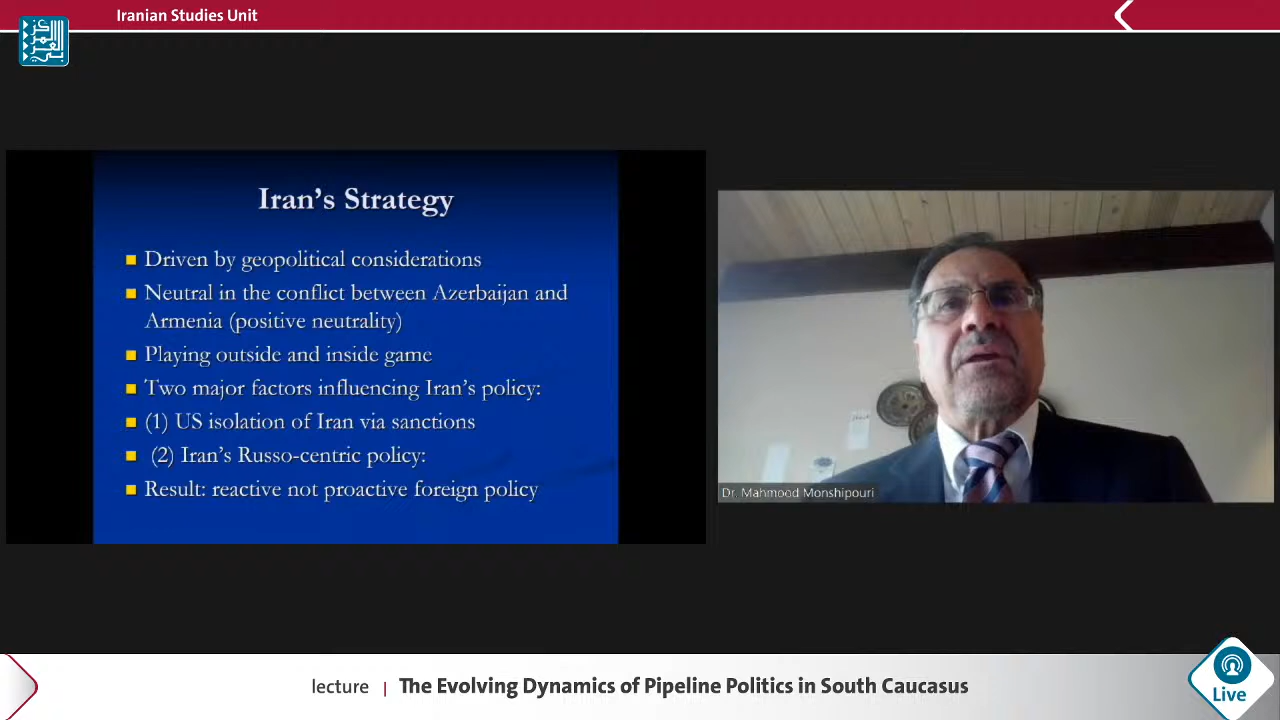 Iranian Studies Unit
المركز
العربي
Iran's Strategy
Driven by geopolitical considerations
Neutral in the conflict between Azerbaijan and
Armenia (positive neutrality)
Playing outside and inside game
Two major factors influencing Iran's policy:
(1) US isolation of Iran via sanctions
(2) Iran's Russo-centric policy:
Result: reactive not proactive foreign policy
Dr. Mahmood Monshipouri
lecture | The Evolving Dynamics of Pipeline Politics in South Caucasus
Live